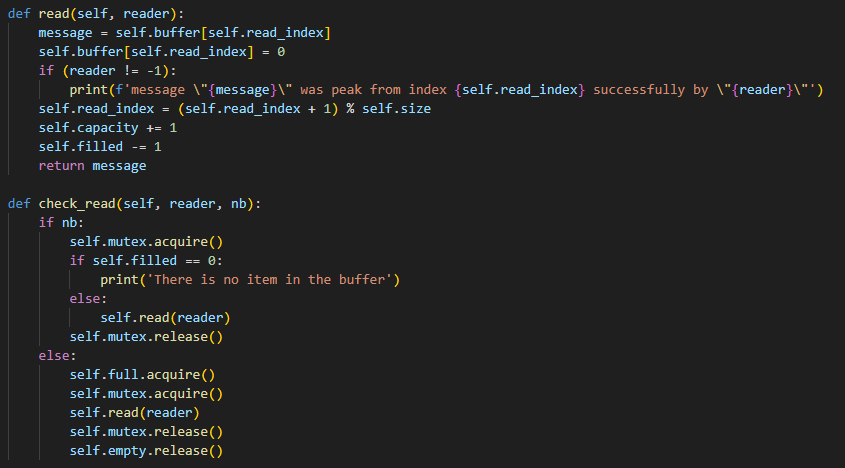 def read(self, reader):
    message = self.buffer[self.read_index]
    self.buffer[self.read_index] = 0
    if (reader != -1):
        print(f'message \"{message}\" was peak from index {self.read_index} successfully by \"{reader}\"')
    self.read_index = (self.read_index + 1) % self.size
    self.capacity += 1
    self.filled -= 1
    return message

def check_read(self, reader, nb):
    if nb:
        self.mutex.acquire()
        if self.filled == 0:
            print('There is no item in the buffer')
        else:
            self.read(reader)
        self.mutex.release()
    else:
        self.full.acquire()
        self.mutex.acquire()
        self.read(reader)
        self.mutex.release()
        self.empty.release()